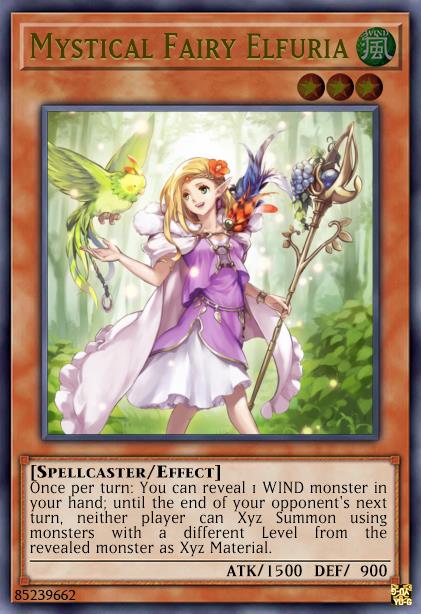 MYSTICAL FAIRY ELFURIA
WIND
風
[SPELLCASTER/EFFECT]
Once per turn: You can reveal 1 WIND monster in
your hand; until the end of your opponent's next
turn, neither player can Xyz Summon using
monsters with a different Level from the
revealed monster as Xyz Material.
ATK/1500 DEF/ 900
85239662